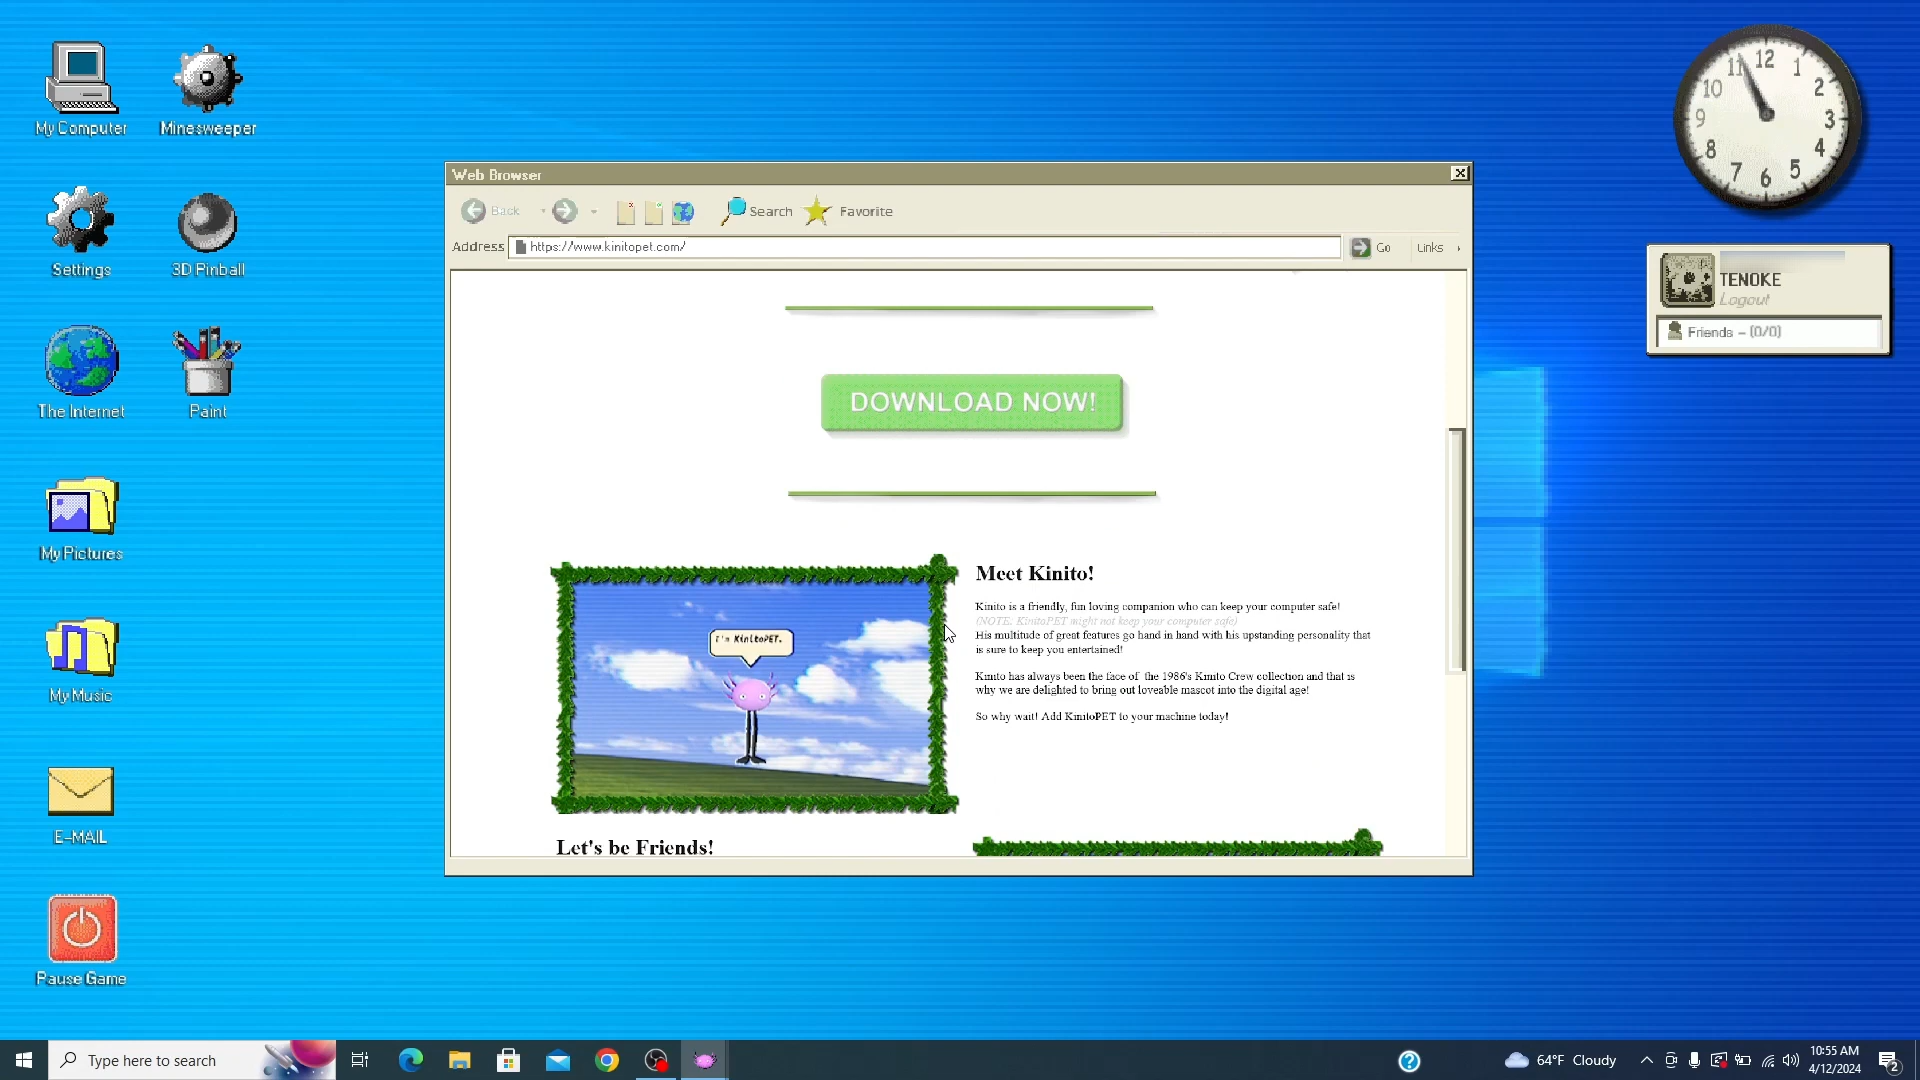 My Computer
Minesweeper
Settings
3D Pinball
The Internet
Paint
My Pictures
My Music
E-MAIL
Pause Game
Web Browser
Back
Search
Favorite
Address
https://www.kinitopet.com/
Go
Links
DOWNLOAD NOW!
I'm KinitoPET.
Meet Kinito!
Kinito is a friendly, fun loving companion who can keep your computer safe!
(NOTE: KinitoPET might not keep your computer safe)
His multitude of great features go hand in hand with his upstanding personality that
is sure to keep you entertained!
Kinito has always been the face of the 1986's Kinito Crew collection and that is
why we are delighted to bring out loveable mascot into the digital age!
So why wait! Add KinitoPET to your machine today!
Let's be Friends!
12
1
2
3
4
5
6
7
8
9
10
11
TENOKE
Logout
Friends - (0/0)
Type here to search
64°F Cloudy
10:55 AM
4/12/2024
2